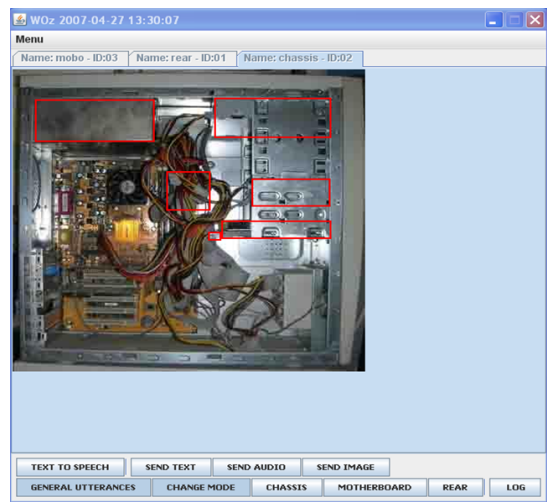 WOz 2007-04-27 13:30:07
Menu
Name: mobo - ID:03 Name: rear - ID:01 Name: chassis - ID:02
TEXT TO SPEECH SEND TEXT SEND AUDIO SEND IMAGE
GENERAL UTTERANCES CHANGE MODE CHASSIS MOTHERBOARD REAR LOG